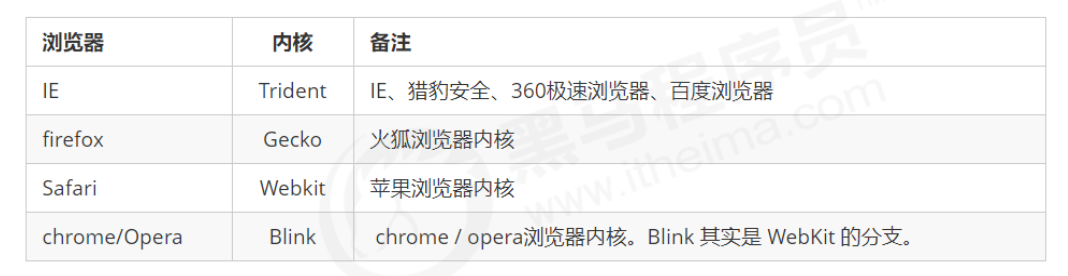 浏览器 内核 备注
IE Trident IE、猎豹安全、360极速浏览器、百度浏览器
firefox Gecko 火狐浏览器内核
Safari Webkit 苹果浏览器内核
chrome/Opera Blink chrome / opera浏览器内核。Blink 其实是 WebKit 的分支。
黑马程序员
www.itheima.com